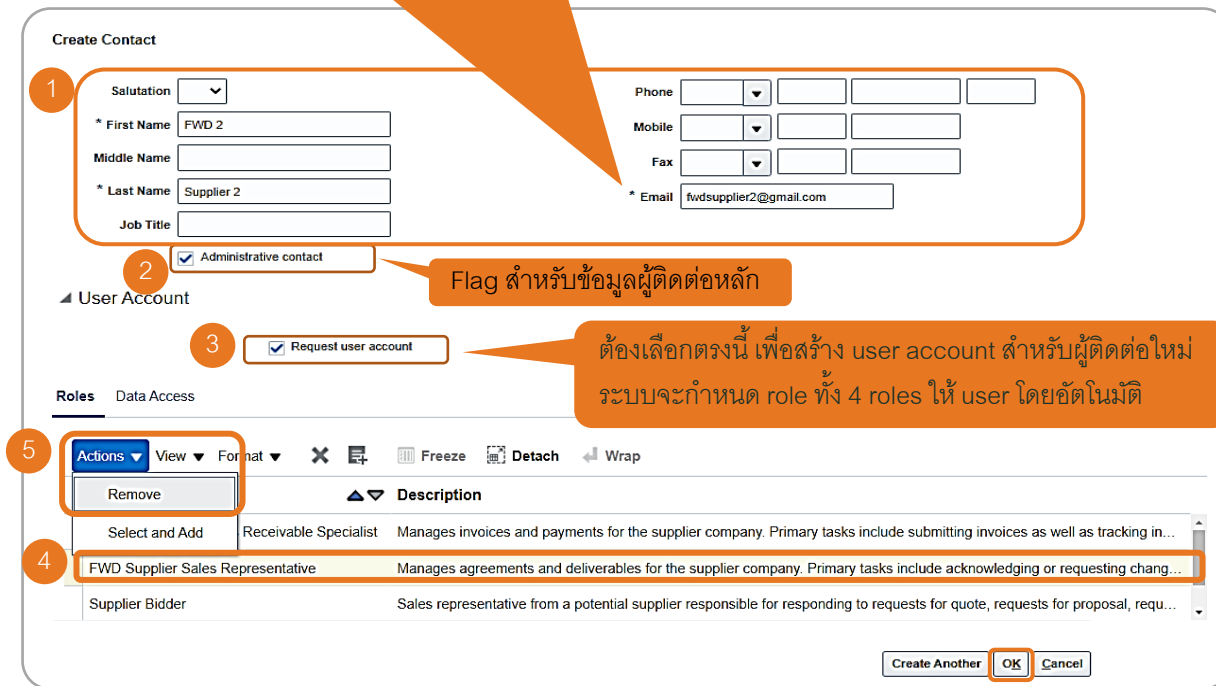 Create Contact
1
Salutation
* First Name FWD 2
Middle Name
* Last Name Supplier 2
Job Title
Phone
Mobile
Fax
* Email fwdsupplier2@gmail.com
2
Administrative contact
Flag สำหรับข้อมูลผู้ติดต่อหลัก
User Account
3
Request user account
ต้องเลือกตรงนี้ เพื่อสร้าง user account สำหรับผู้ติดต่อใหม่
ระบบจะกำหนด role ทั้ง 4 roles ให้ user โดยอัตโนมัติ
Roles Data Access
5
Actions View Format Freeze Detach Wrap
Remove
Description
Select and Add Receivable Specialist Manages invoices and payments for the supplier company. Primary tasks include submitting invoices as well as tracking in...
4
FWD Supplier Sales Representative Manages agreements and deliverables for the supplier company. Primary tasks include acknowledging or requesting chang...
Supplier Bidder Sales representative from a potential supplier responsible for responding to requests for quote, requests for proposal, requ...
Create Another OK Cancel